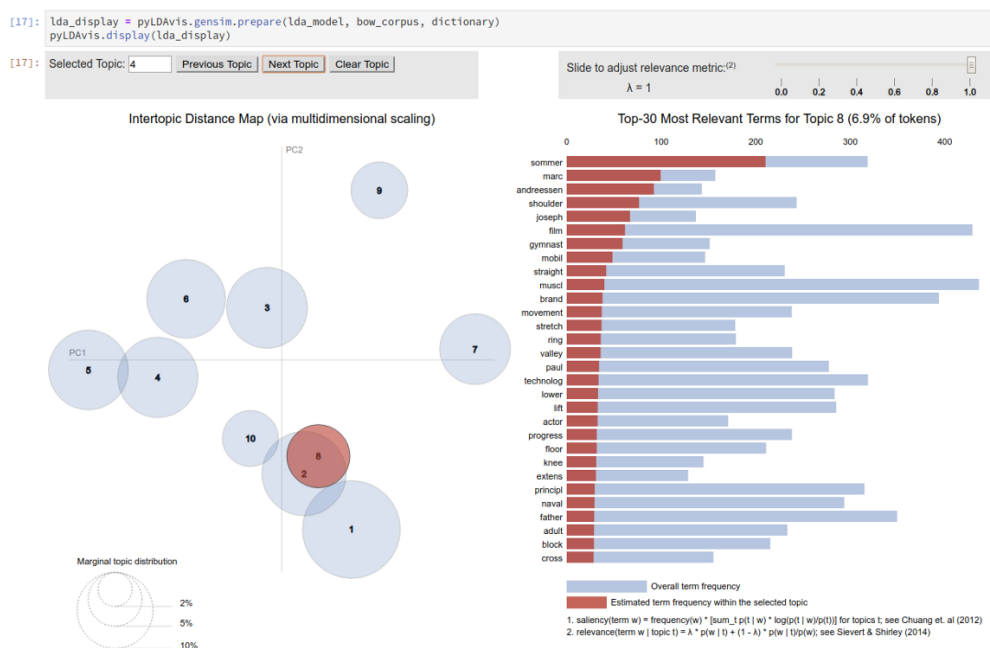 [17]: lda_display = pyLDAvis.gensim.prepare(lda_model, bow_corpus, dictionary)
pyLDAvis.display(lda_display)
[17]: Selected Topic: 4 Previous Topic Next Topic Clear Topic
Slide to adjust relevance metric:(2)
λ = 1
0.0 0.2 0.4 0.6 0.8 1.0
Intertopic Distance Map (via multidimensional scaling)
PC2
9
6
3
7
PC1
5
4
10
8
2
1
Marginal topic distribution
2%
5%
10%
Top-30 Most Relevant Terms for Topic 8 (6.9% of tokens)
0 100 200 300 400
sommer
marc
andreessen
shoulder
joseph
film
gymnast
mobil
straight
muscl
brand
movement
stretch
ring
valley
paul
technolog
lower
lift
actor
progress
floor
knee
extens
principl
naval
father
adult
block
cross
Overall term frequency
Estimated term frequency within the selected topic
1. saliency(term w) = frequency(w) * [sum_t p(t | w) * log(p(t | w)/p(t))] for topics t; see Chuang et. al (2012)
2. relevance(term w | topic t) = λ * p(w | t) + (1 - λ) * p(w | t)/p(w); see Sievert & Shirley (2014)